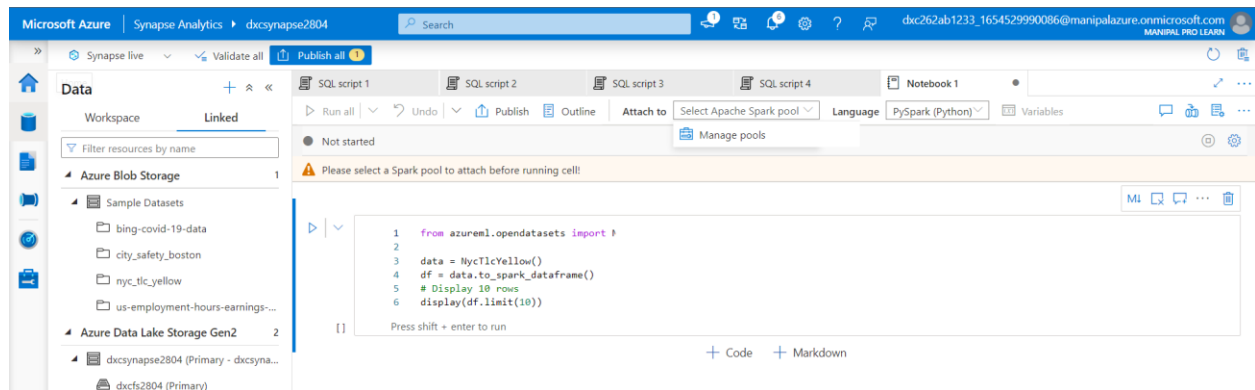 Microsoft Azure | Synapse Analytics ▸ dxcsynapse2804 Search 6 ? dxc262ab1233_1654529990086@manipalazure.onmicrosoft.com
MANIPAL PRO LEARN
» Synapse live Validate all Publish all 1
Data + «
SQL script 1 SQL script 2 SQL script 3 SQL script 4 Notebook 1 ●
Workspace Linked
Run all Undo Publish Outline Attach to Select Apache Spark pool Language PySpark (Python) Variables
Manage pools
Filter resources by name
Not started
Azure Blob Storage 1
Please select a Spark pool to attach before running cell!
Sample Datasets
M↓
bing-covid-19-data
city_safety_boston
nyc_tlc_yellow
us-employment-hours-earnings-...
1 from azureml.opendatasets import
2
3 data = NycTlcYellow()
4 df = data.to_spark_dataframe()
5 # Display 10 rows
6 display(df.limit(10))
[ ] Press shift + enter to run
Azure Data Lake Storage Gen2 2
+ Code + Markdown
dxcsynapse2804 (Primary - dxcsyna...
dxcfs2804 (Primary)